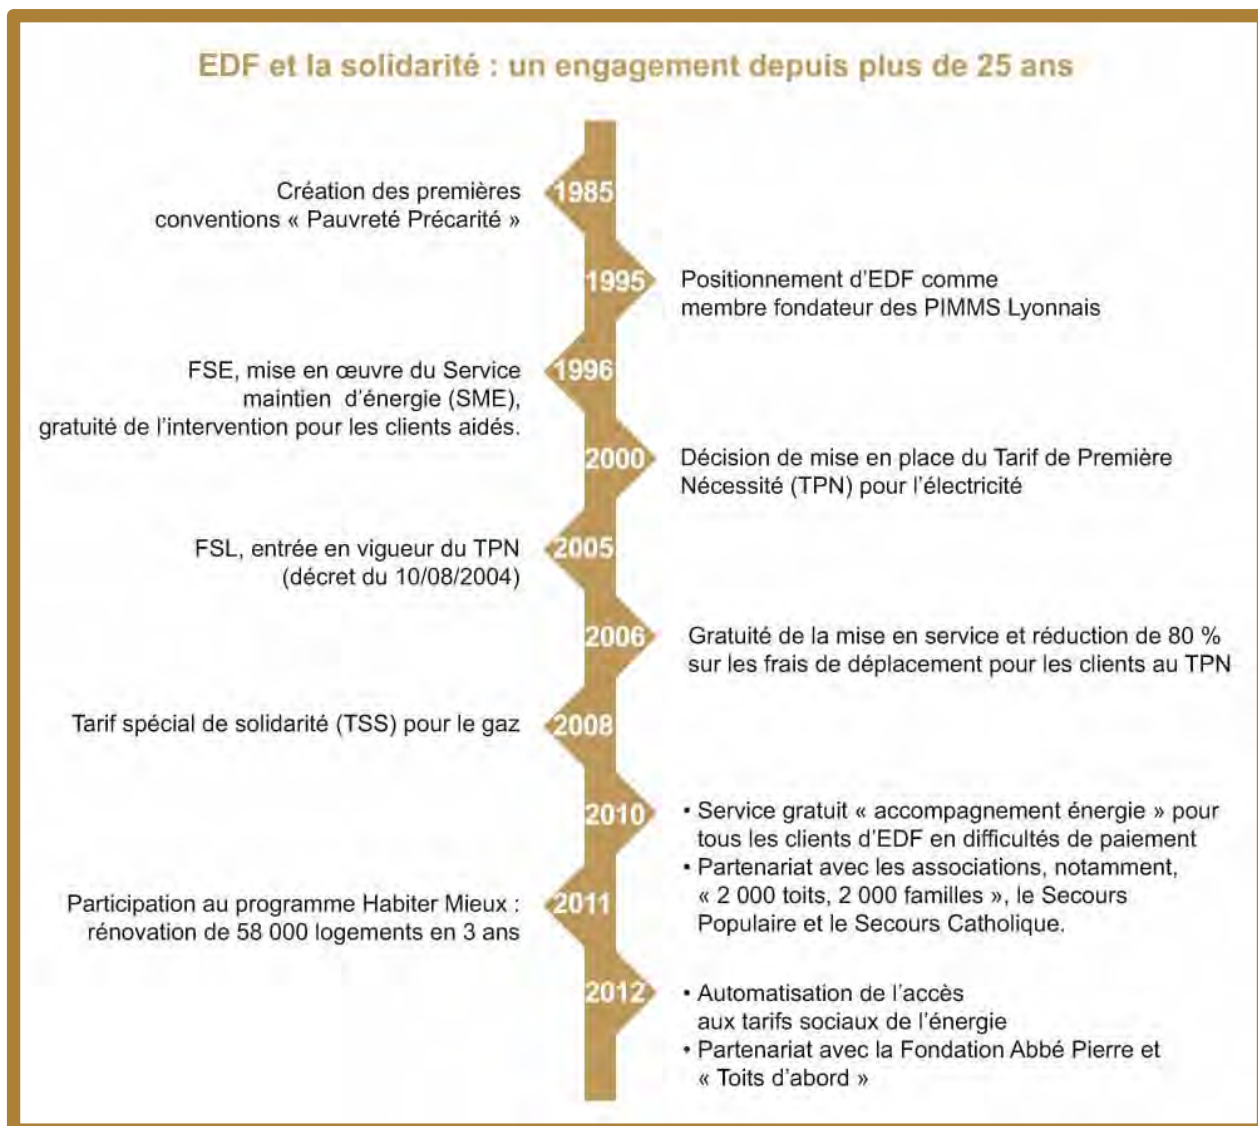 EDF et la solidarité : un engagement depuis plus de 25 ans
1985
Création des premières
conventions « Pauvreté Précarité »
1995
Positionnement d’EDF comme
membre fondateur des PIMMS Lyonnais
1996
FSE, mise en œuvre du Service
maintien d’énergie (SME),
gratuité de l’intervention pour les clients aidés.
2000
Décision de mise en place du Tarif de Première
Nécessité (TPN) pour l’électricité
2005
FSL, entrée en vigueur du TPN
(décret du 10/08/2004)
2006
Gratuité de la mise en service et réduction de 80 %
sur les frais de déplacement pour les clients au TPN
2008
Tarif spécial de solidarité (TSS) pour le gaz
2010
• Service gratuit « accompagnement énergie » pour
tous les clients d’EDF en difficultés de paiement
• Partenariat avec les associations, notamment,
« 2 000 toits, 2 000 familles », le Secours
Populaire et le Secours Catholique.
2011
Participation au programme Habiter Mieux :
rénovation de 58 000 logements en 3 ans
2012
• Automatisation de l’accès
aux tarifs sociaux de l’énergie
• Partenariat avec la Fondation Abbé Pierre et
« Toits d’abord »